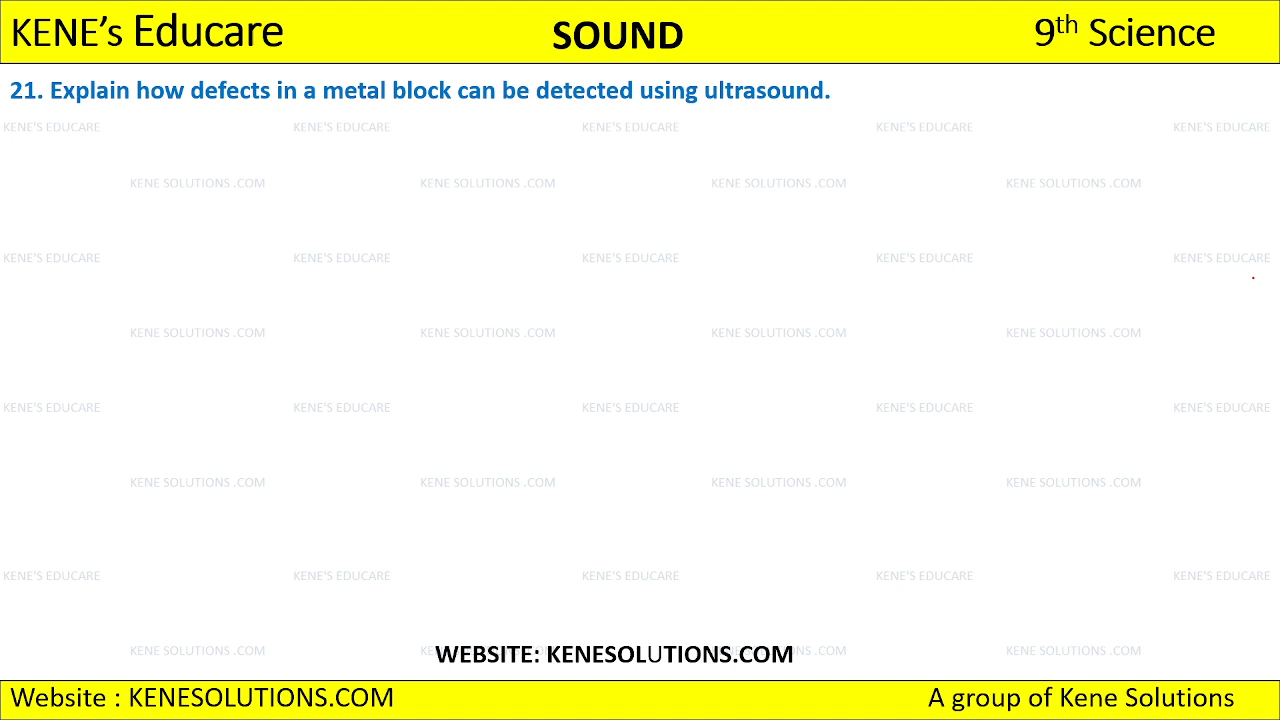 KENE's Educare
SOUND
9th Science
21. Explain how defects in a metal block can be detected using ultrasound.
KENE'S EDUCARE KENE'S EDUCARE KENE'S EDUCARE KENE'S EDUCARE KENE'S EDUCARE
KENE SOLUTIONS .COM KENE SOLUTIONS .COM KENE SOLUTIONS .COM KENE SOLUTIONS .COM
KENE'S EDUCARE KENE'S EDUCARE KENE'S EDUCARE KENE'S EDUCARE KENE'S EDUCARE
KENE SOLUTIONS .COM KENE SOLUTIONS .COM KENE SOLUTIONS .COM KENE SOLUTIONS .COM
KENE'S EDUCARE KENE'S EDUCARE KENE'S EDUCARE KENE'S EDUCARE KENE'S EDUCARE
KENE SOLUTIONS .COM KENE SOLUTIONS .COM KENE SOLUTIONS .COM KENE SOLUTIONS .COM
KENE'S EDUCARE KENE'S EDUCARE KENE'S EDUCARE KENE'S EDUCARE KENE'S EDUCARE
KENE SOLUTIONS .COM KENE SOLUTIONS .COM KENE SOLUTIONS .COM KENE SOLUTIONS .COM
WEBSITE: KENESOLUTIONS.COM
Website : KENESOLUTIONS.COM
A group of Kene Solutions